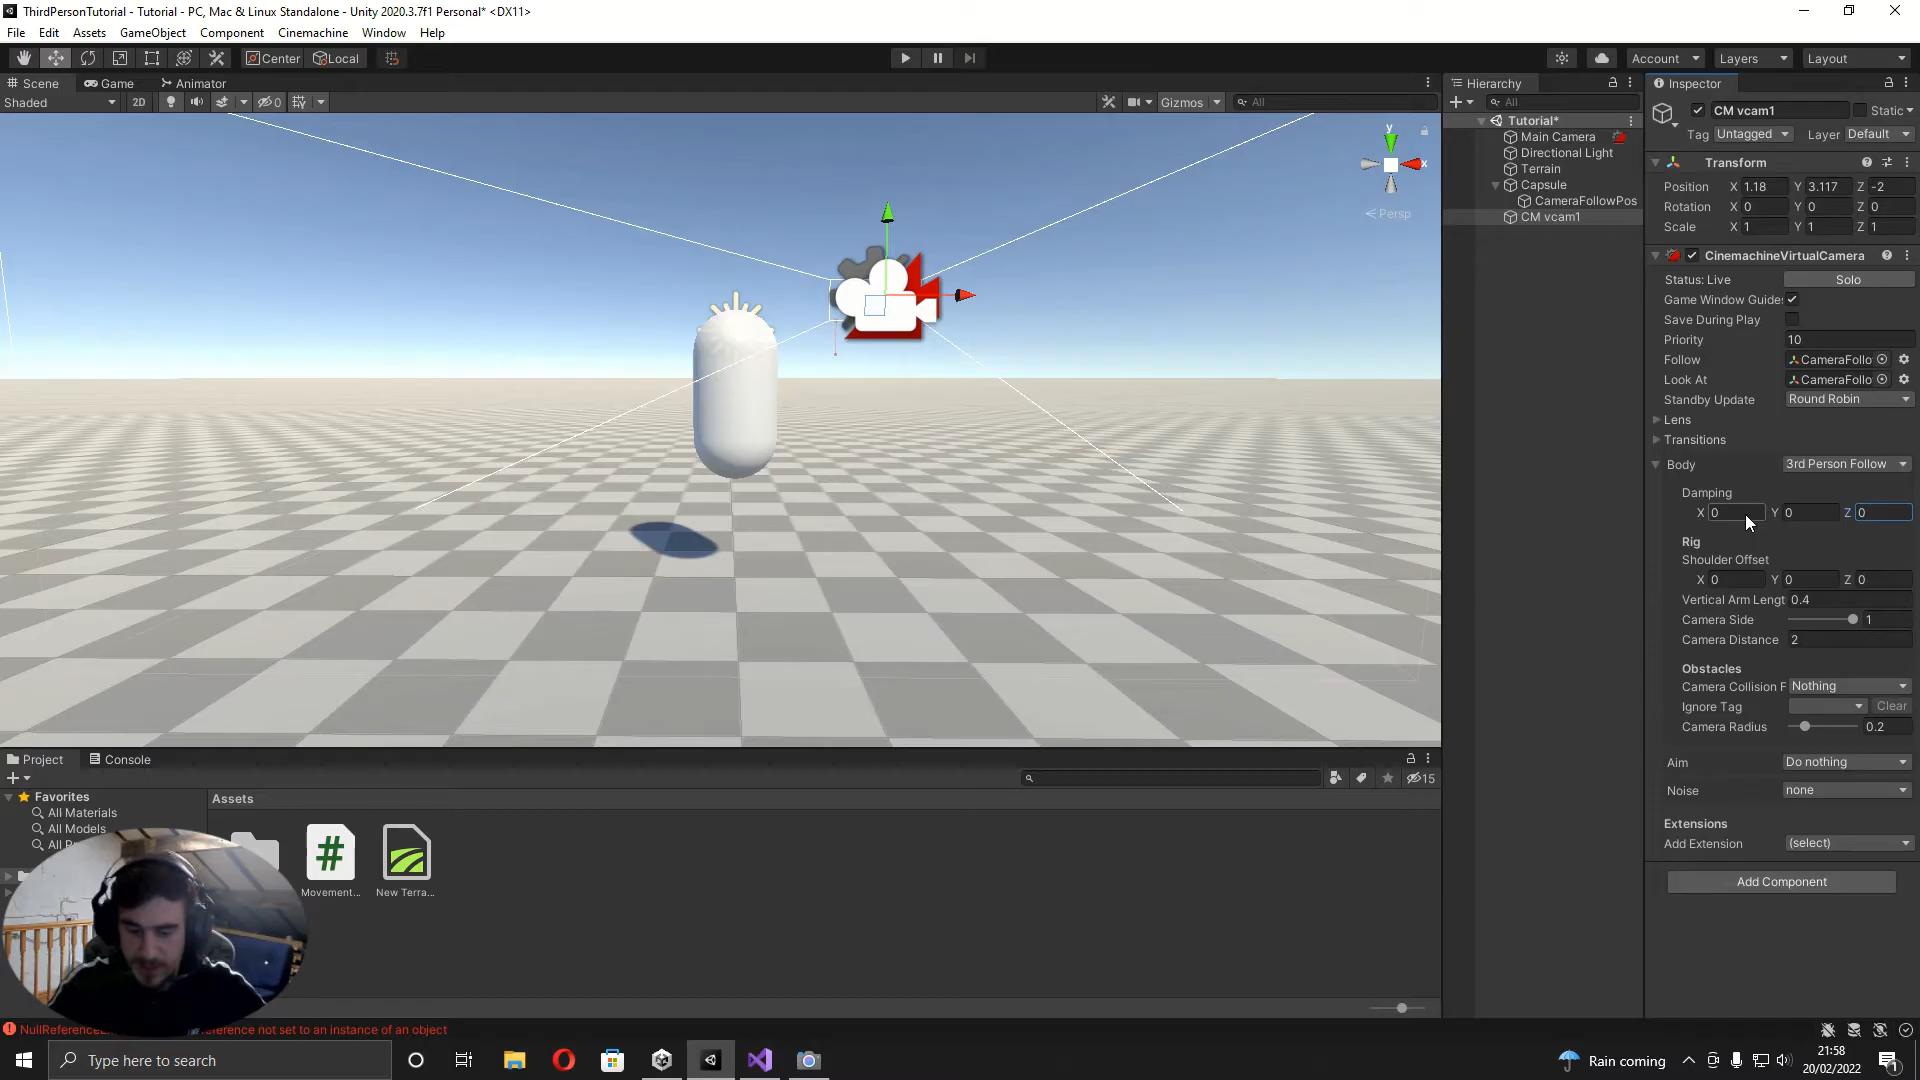 ThirdPersonTutorial - Tutorial - PC, Mac & Linux Standalone - Unity 2020.3.7f1 Personal* <DX11>
File Edit Assets GameObject Component Cinemachine Window Help
Center Local Account Layers Layout
Scene Game Animator
Shaded 2D 0 Gizmos All
y
x
Persp
Hierarchy
All
Tutorial*
Main Camera
Directional Light
Terrain
Capsule
CameraFollowPos
CM vcam1
Inspector
CM vcam1 Static
Tag Untagged Layer Default
Transform
Position X 1.18 Y 3.117 Z -2
Rotation X 0 Y 0 Z 0
Scale X 1 Y 1 Z 1
CinemachineVirtualCamera
Status: Live Solo
Game Window Guides
Save During Play
Priority 10
Follow CameraFollo
Look At CameraFollo
Standby Update Round Robin
Lens
Transitions
Body 3rd Person Follow
Damping
X 0 Y 0 Z 0
Rig
Shoulder Offset
X 0 Y 0 Z 0
Vertical Arm Lengt 0.4
Camera Side 1
Camera Distance 2
Obstacles
Camera Collision F Nothing
Ignore Tag Clear
Camera Radius 0.2
Aim Do nothing
Noise none
Extensions
Add Extension (select)
Add Component
Project Console
15
Favorites
All Materials
All Models
All
Assets
Movement...
New Terra...
reference not set to an instance of an object
Type here to search
Rain coming
21:58
20/02/2022
1